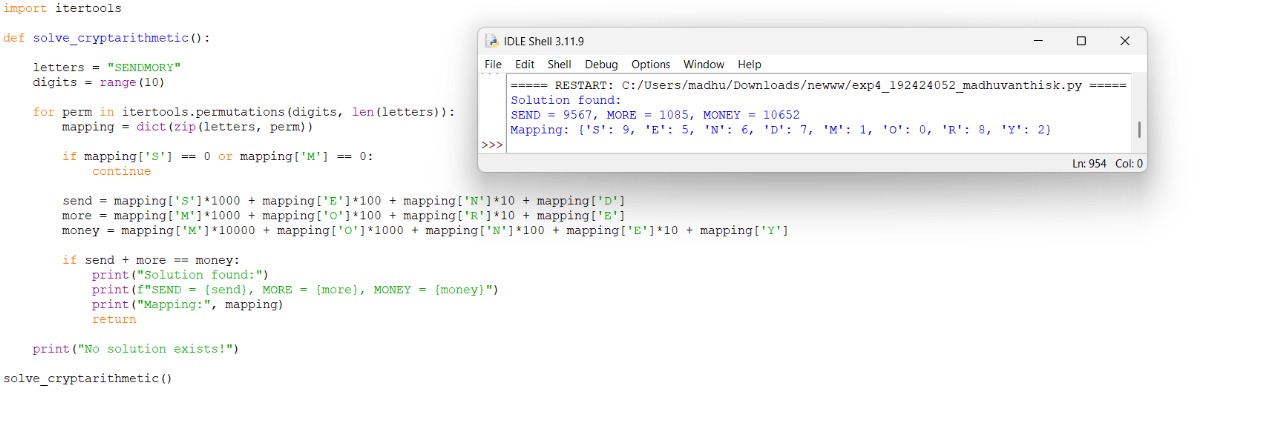 import itertools
def solve_cryptarithmetic():
    letters = "SENDMORY"
    digits = range(10)
    for perm in itertools.permutations(digits, len(letters)):
        mapping = dict(zip(letters, perm))
        if mapping['S'] == 0 or mapping['M'] == 0:
            continue
        send = mapping['S']*1000 + mapping['E']*100 + mapping['N']*10 + mapping['D']
        more = mapping['M']*1000 + mapping['O']*100 + mapping['R']*10 + mapping['E']
        money = mapping['M']*10000 + mapping['O']*1000 + mapping['N']*100 + mapping['E']*10 + mapping['Y']
        if send + more == money:
            print("Solution found:")
            print(f"SEND = {send}, MORE = {more}, MONEY = {money}")
            print("Mapping:", mapping)
            return
    print("No solution exists!")
solve_cryptarithmetic()
IDLE Shell 3.11.9
File Edit Shell Debug Options Window Help
===== RESTART: C:/Users/madhu/Downloads/newww/exp4_192424052_madhuvanthisk.py =====
Solution found:
SEND = 9567, MORE = 1085, MONEY = 10652
Mapping: {'S': 9, 'E': 5, 'N': 6, 'D': 7, 'M': 1, 'O': 0, 'R': 8, 'Y': 2}
>>>
Ln: 954 Col: 0